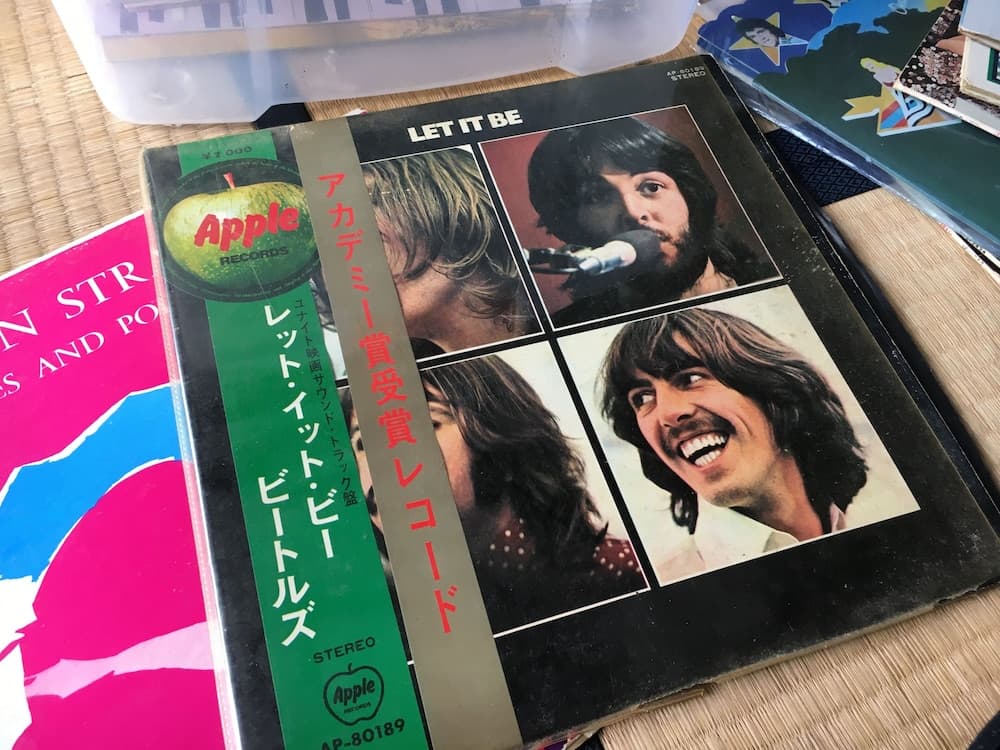 LET IT BE
AP-80189
STEREO
Apple
RECORDS
アカデミー賞受賞レコード
ユナイト映画サウンド・トラック盤
レット・イット・ビー
ビートルズ
STEREO
Apple
RECORDS
AP-80189
N STR
ES AND PO